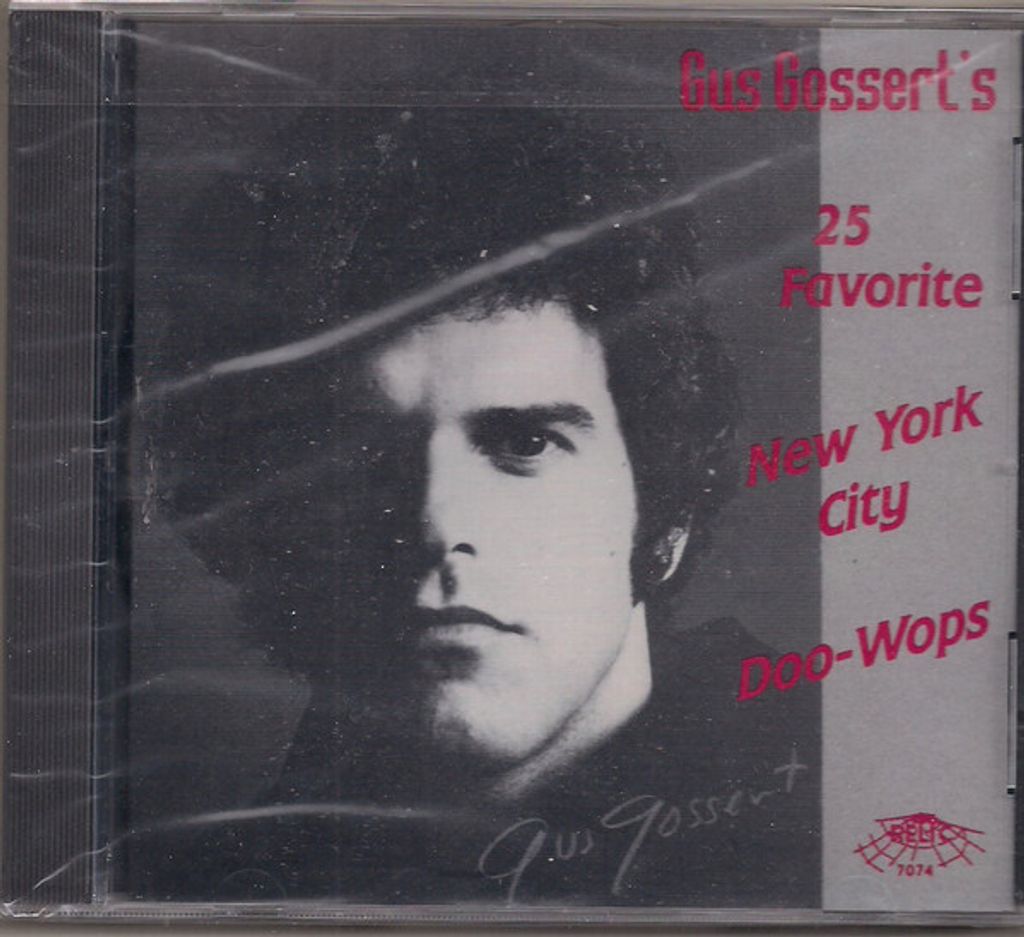 Gus Gossert's
25
Favorite
New York
City
Doo-Wops
Gus Gossert
RELIC
7074